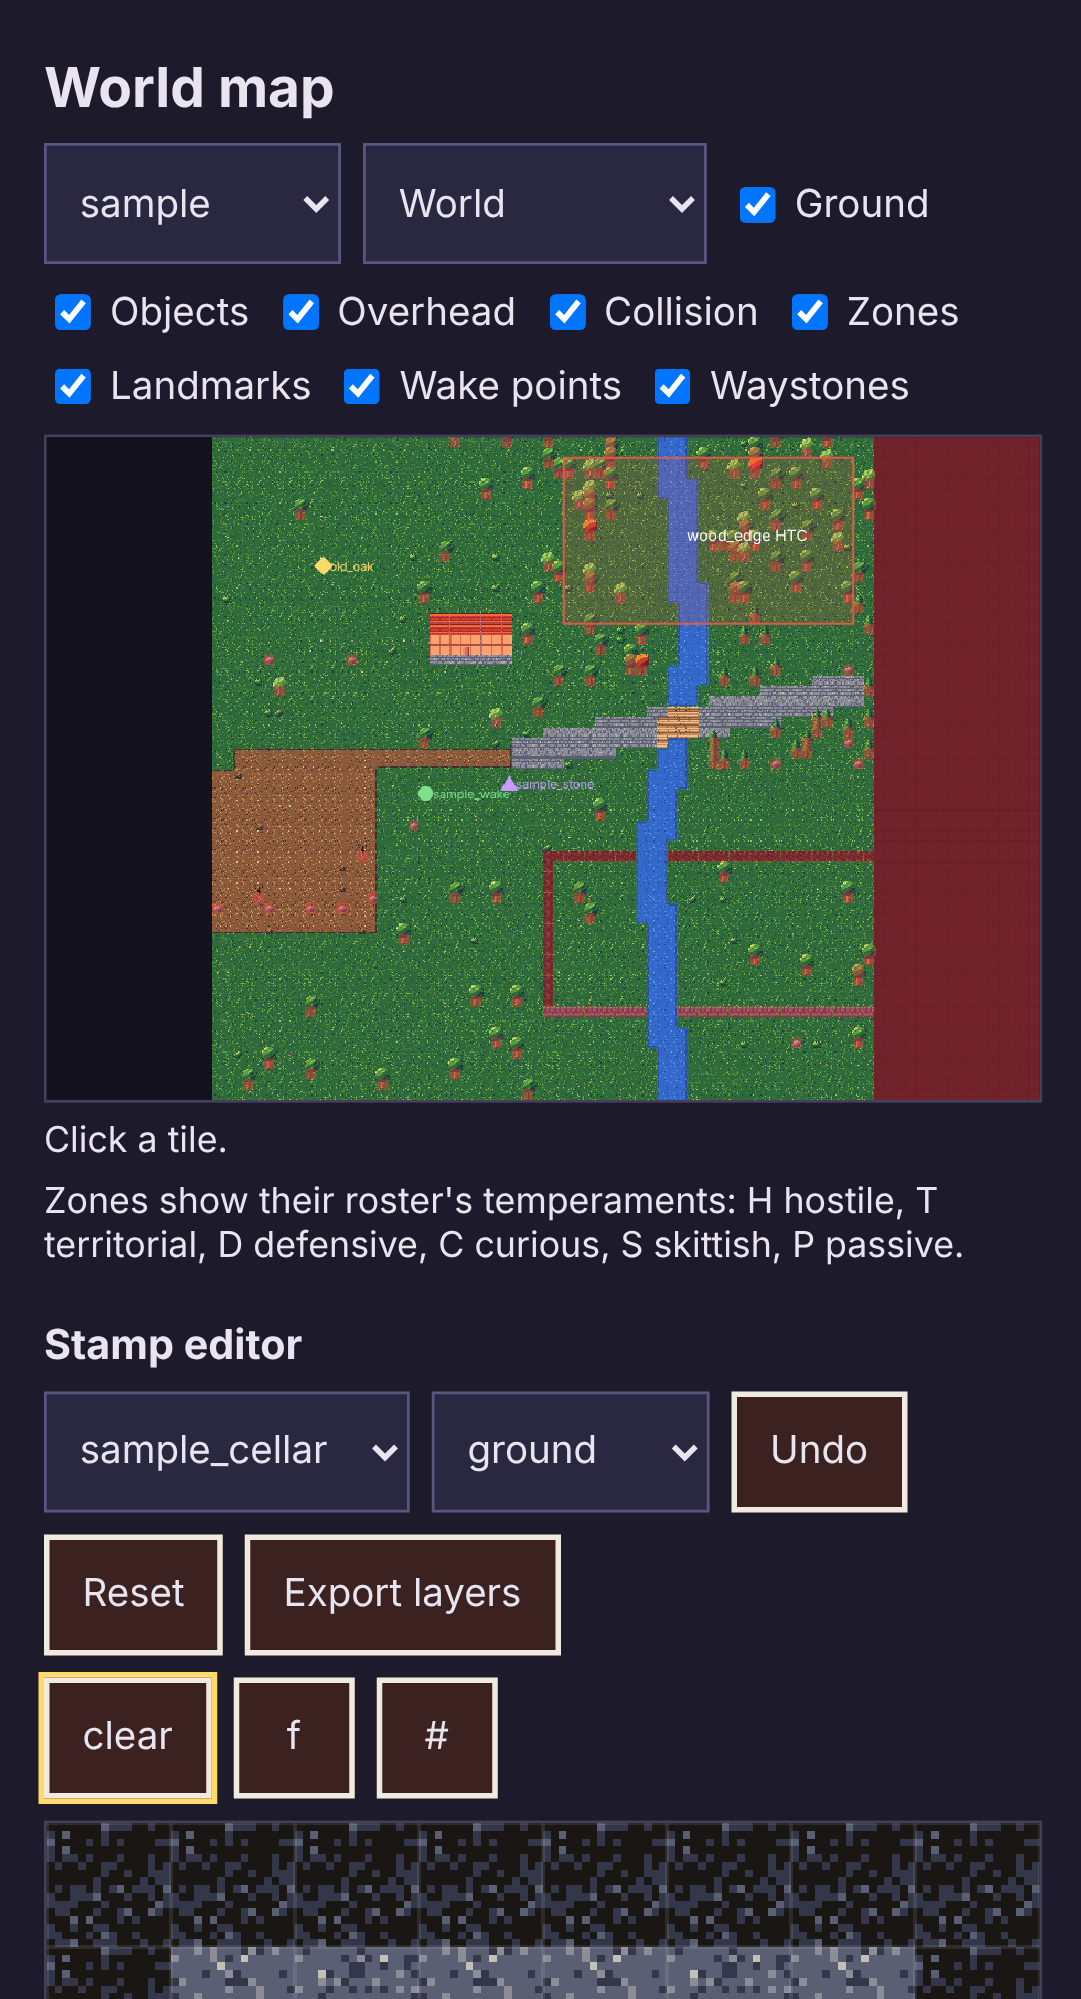 World map
sample World Ground
Objects Overhead Collision Zones
Landmarks Wake points Waystones
wood_edge HTC
old_oak
sample_stone
sample_wake
Click a tile.
Zones show their roster's temperaments: H hostile, T
territorial, D defensive, C curious, S skittish, P passive.
Stamp editor
sample_cellar ground Undo
Reset Export layers
clear f #